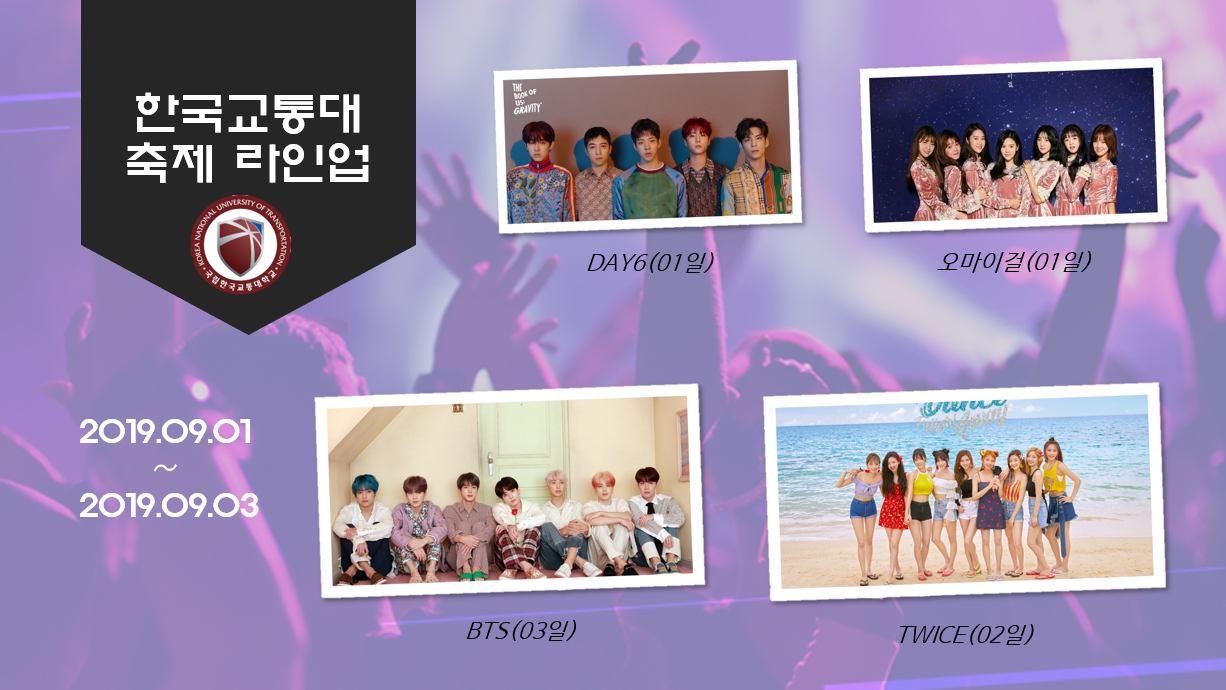 한국교통대
축제 라인업
KOREA NATIONAL UNIVERSITY OF TRANSPORTATION
국립한국교통대학교
THE
BOOK OF
US:
GRAVITY
DAY6(01일)
오마이걸(01일)
2019.09.01
~
2019.09.03
BTS(03일)
Dance
TWICE(02일)